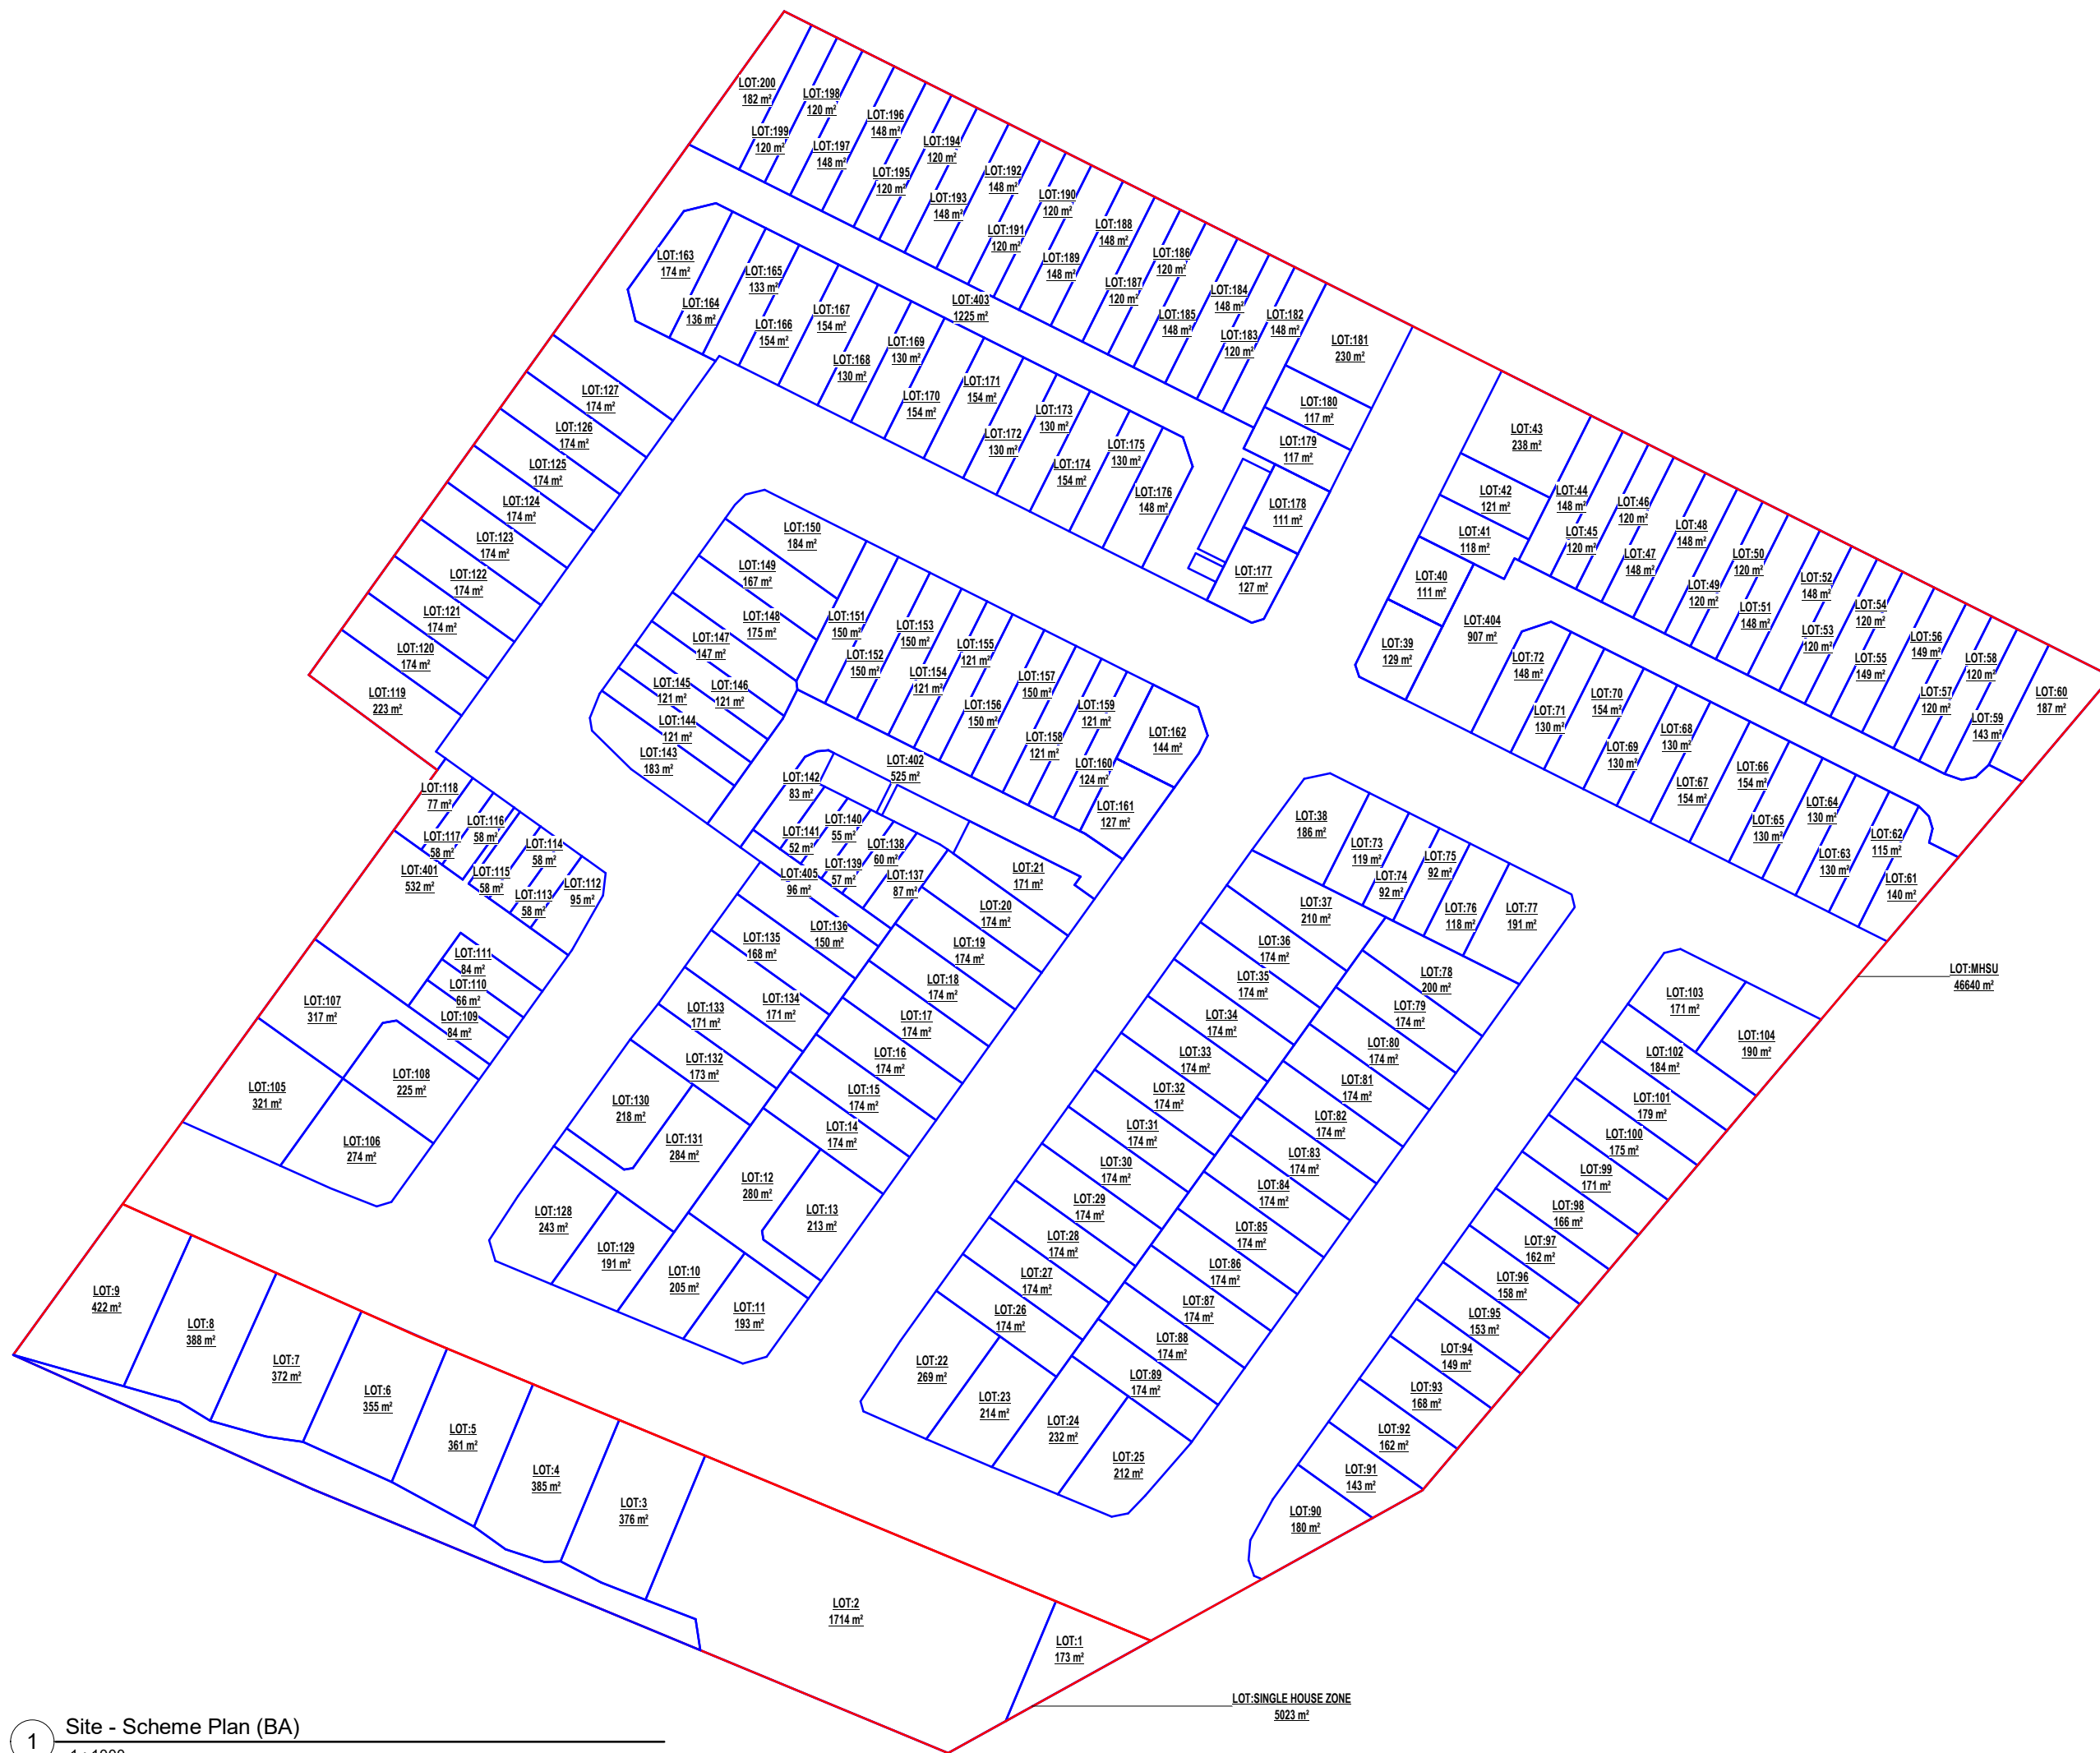 LOT:200
182 m²
LOT:198
120 m²
LOT:199
120 m²
LOT:196
148 m²
LOT:197
148 m²
LOT:194
120 m²
LOT:195
120 m²
LOT:192
148 m²
LOT:193
148 m²
LOT:190
120 m²
LOT:191
120 m²
LOT:188
148 m²
LOT:189
148 m²
LOT:186
120 m²
LOT:187
120 m²
LOT:184
148 m²
LOT:185
148 m²
LOT:182
148 m²
LOT:183
120 m²
LOT:181
230 m²
LOT:180
117 m²
LOT:179
117 m²
LOT:178
111 m²
LOT:177
127 m²
LOT:163
174 m²
LOT:164
136 m²
LOT:165
133 m²
LOT:166
154 m²
LOT:167
154 m²
LOT:168
130 m²
LOT:169
130 m²
LOT:170
154 m²
LOT:171
154 m²
LOT:172
130 m²
LOT:173
130 m²
LOT:174
154 m²
LOT:175
130 m²
LOT:176
148 m²
LOT:403
1225 m²
LOT:127
174 m²
LOT:126
174 m²
LOT:125
174 m²
LOT:124
174 m²
LOT:123
174 m²
LOT:122
174 m²
LOT:121
174 m²
LOT:120
174 m²
LOT:119
223 m²
LOT:43
238 m²
LOT:42
121 m²
LOT:41
118 m²
LOT:40
111 m²
LOT:39
129 m²
LOT:404
907 m²
LOT:44
148 m²
LOT:45
120 m²
LOT:46
120 m²
LOT:47
148 m²
LOT:48
148 m²
LOT:49
120 m²
LOT:50
120 m²
LOT:51
148 m²
LOT:52
148 m²
LOT:53
120 m²
LOT:54
120 m²
LOT:55
149 m²
LOT:56
149 m²
LOT:57
120 m²
LOT:58
120 m²
LOT:59
143 m²
LOT:60
187 m²
LOT:72
148 m²
LOT:71
130 m²
LOT:70
154 m²
LOT:69
130 m²
LOT:68
130 m²
LOT:67
154 m²
LOT:66
154 m²
LOT:65
130 m²
LOT:64
130 m²
LOT:63
130 m²
LOT:62
115 m²
LOT:61
140 m²
LOT:150
184 m²
LOT:149
167 m²
LOT:148
175 m²
LOT:147
147 m²
LOT:146
121 m²
LOT:145
121 m²
LOT:144
121 m²
LOT:143
183 m²
LOT:151
150 m²
LOT:152
150 m²
LOT:153
150 m²
LOT:154
121 m²
LOT:155
121 m²
LOT:156
150 m²
LOT:157
150 m²
LOT:158
121 m²
LOT:159
121 m²
LOT:160
124 m²
LOT:161
127 m²
LOT:162
144 m²
LOT:402
525 m²
LOT:142
83 m²
LOT:141
52 m²
LOT:140
55 m²
LOT:139
57 m²
LOT:138
60 m²
LOT:137
87 m²
LOT:405
96 m²
LOT:118
77 m²
LOT:117
58 m²
LOT:116
58 m²
LOT:115
58 m²
LOT:114
58 m²
LOT:113
58 m²
LOT:112
95 m²
LOT:401
532 m²
LOT:111
84 m²
LOT:110
66 m²
LOT:109
84 m²
LOT:107
317 m²
LOT:108
225 m²
LOT:105
321 m²
LOT:106
274 m²
LOT:136
150 m²
LOT:135
168 m²
LOT:134
171 m²
LOT:133
171 m²
LOT:132
173 m²
LOT:130
218 m²
LOT:131
284 m²
LOT:128
243 m²
LOT:129
191 m²
LOT:21
171 m²
LOT:20
174 m²
LOT:19
174 m²
LOT:18
174 m²
LOT:17
174 m²
LOT:16
174 m²
LOT:15
174 m²
LOT:14
174 m²
LOT:12
280 m²
LOT:13
213 m²
LOT:10
205 m²
LOT:11
193 m²
LOT:38
186 m²
LOT:73
119 m²
LOT:74
92 m²
LOT:75
92 m²
LOT:76
118 m²
LOT:77
191 m²
LOT:37
210 m²
LOT:36
174 m²
LOT:35
174 m²
LOT:34
174 m²
LOT:33
174 m²
LOT:32
174 m²
LOT:31
174 m²
LOT:30
174 m²
LOT:29
174 m²
LOT:28
174 m²
LOT:27
174 m²
LOT:26
174 m²
LOT:22
269 m²
LOT:23
214 m²
LOT:24
232 m²
LOT:25
212 m²
LOT:78
200 m²
LOT:79
174 m²
LOT:80
174 m²
LOT:81
174 m²
LOT:82
174 m²
LOT:83
174 m²
LOT:84
174 m²
LOT:85
174 m²
LOT:86
174 m²
LOT:87
174 m²
LOT:88
174 m²
LOT:89
174 m²
LOT:MHSU
46640 m²
LOT:103
171 m²
LOT:104
190 m²
LOT:102
184 m²
LOT:101
179 m²
LOT:100
175 m²
LOT:99
171 m²
LOT:98
166 m²
LOT:97
162 m²
LOT:96
158 m²
LOT:95
153 m²
LOT:94
149 m²
LOT:93
168 m²
LOT:92
162 m²
LOT:91
143 m²
LOT:90
180 m²
LOT:9
422 m²
LOT:8
388 m²
LOT:7
372 m²
LOT:6
355 m²
LOT:5
361 m²
LOT:4
385 m²
LOT:3
376 m²
LOT:2
1714 m²
LOT:1
173 m²
LOT:SINGLE HOUSE ZONE
5023 m²
1
Site - Scheme Plan (BA)